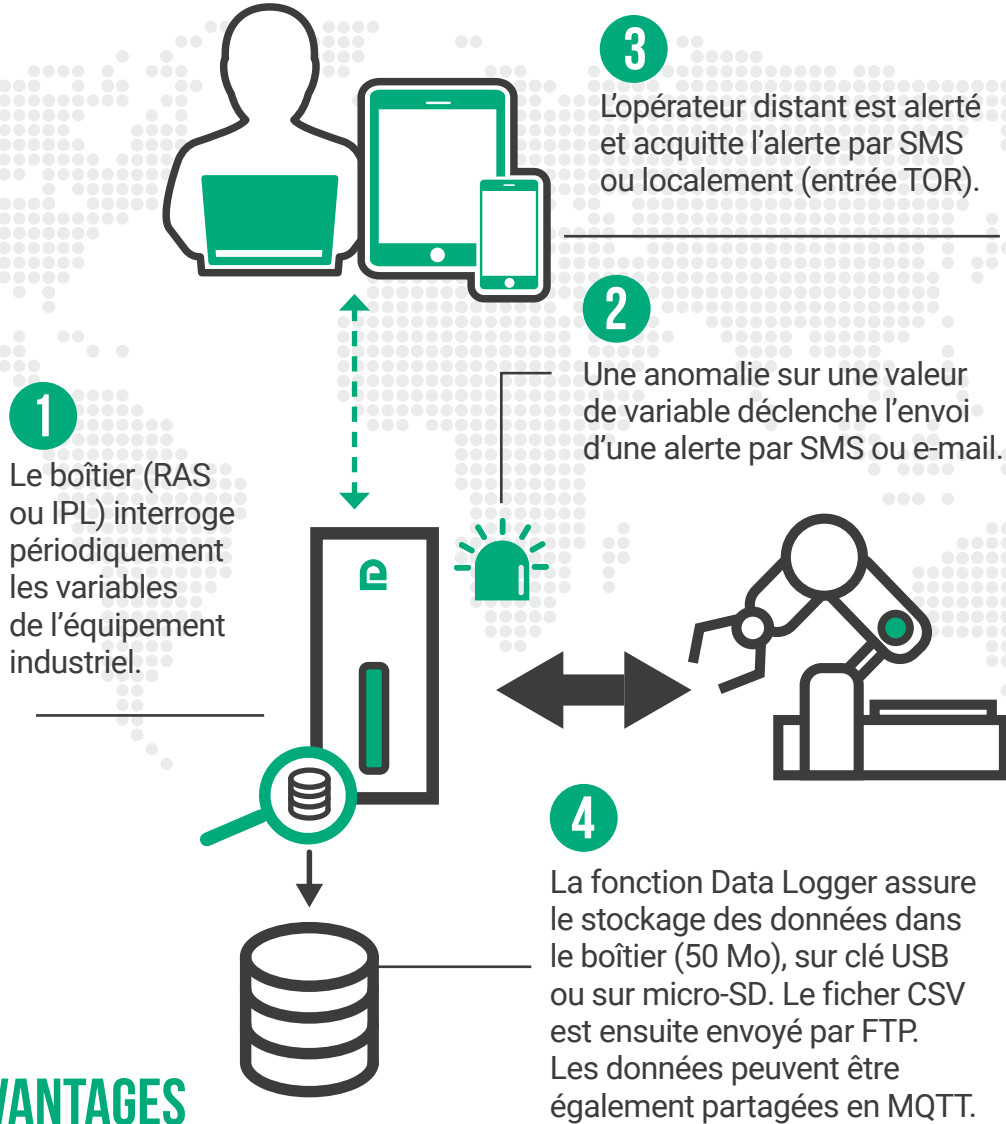 3
L'opérateur distant est alerté
et acquitte l'alerte par SMS
ou localement (entrée TOR).
2
Une anomalie sur une valeur
de variable déclenche l'envoi
d'une alerte par SMS ou e-mail.
1
Le boîtier (RAS
ou IPL) interroge
périodiquement
les variables
de l'équipement
industriel.
4
La fonction Data Logger assure
le stockage des données dans
le boîtier (50 Mo), sur clé USB
ou sur micro-SD. Le ficher CSV
est ensuite envoyé par FTP.
Les données peuvent être
également partagées en MQTT.
VANTAGES